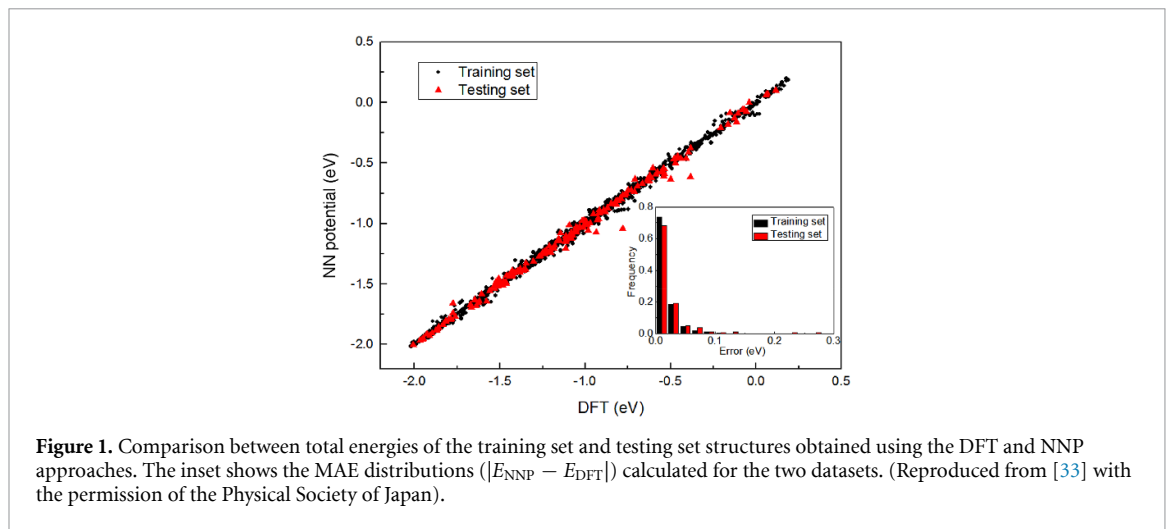 0.5
0.0
-0.5
-1.0
-1.5
-2.0
NN potential (eV)
Training set
Testing set
-2.0 -1.5 -1.0 -0.5 0.0 0.5
DFT (eV)
0.8
0.6
0.4
0.2
0.0
Frequency
Training set
Testing set
0.0 0.1 0.2 0.3
Error (eV)
Figure 1. Comparison between total energies of the training set and testing set structures obtained using the DFT and NNP
approaches. The inset shows the MAE distributions (|E_NNP − E_DFT|) calculated for the two datasets. (Reproduced from [33] with
the permission of the Physical Society of Japan).